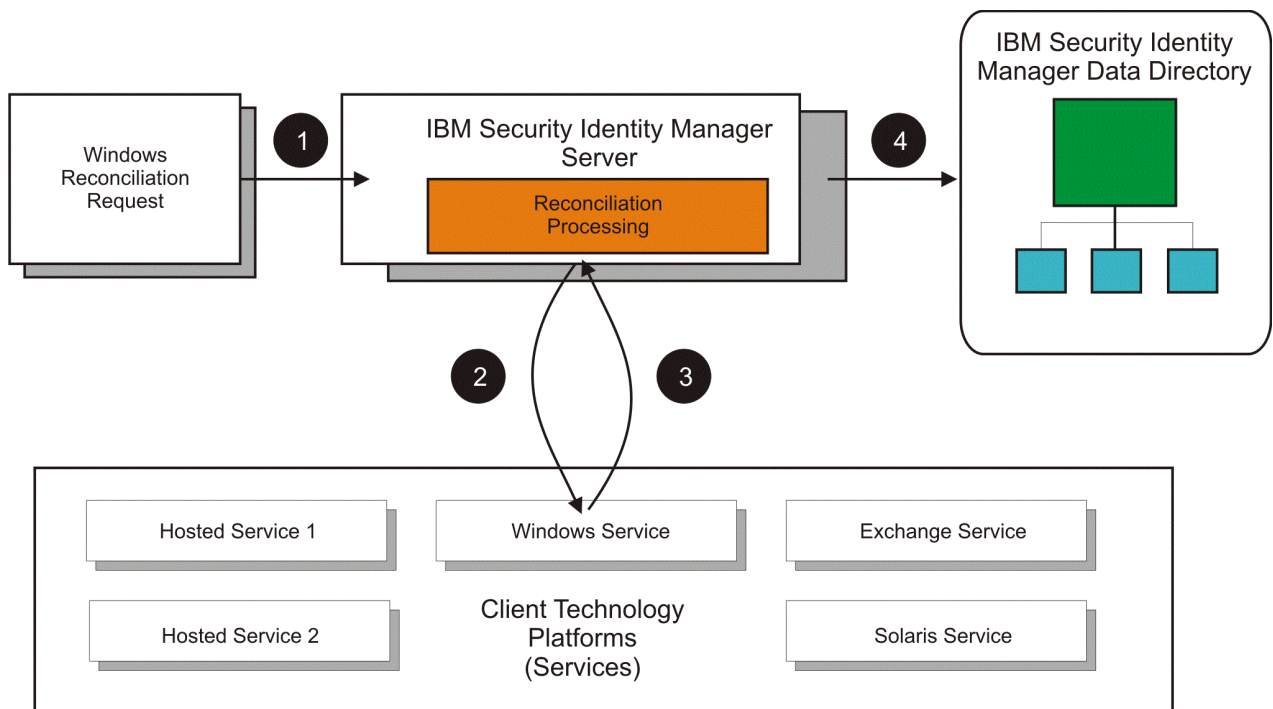 IBM Security Identity
Manager Data Directory
1
4
IBM Security Identity Manager
Server
Windows
Reconciliation
Request
Reconciliation
Processing
2
3
Hosted Service 1
Windows Service
Exchange Service
Client Technology
Platforms
(Services)
Hosted Service 2
Solaris Service